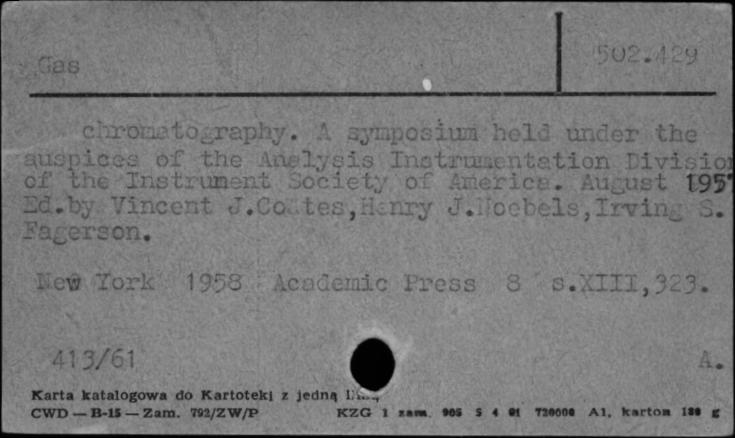 Gas
502.429
chromatography. A symposium held under the
auspices of the Analysis Instrumentation Division
of the Instrument Society of America. August 1957
Ed.by Vincent J.Coates,Henry J.Noebels,Irving S.
Fagerson.
New York 1958 Academic Press 8° s.XIII,323.
413/61
A.
Karta katalogowa do Kartoteki z jedną
CWD — B-15 — Zam. 792/ZW/P
KZG 1 zam. 905 S 4 61 720000 A1. karton 180 g